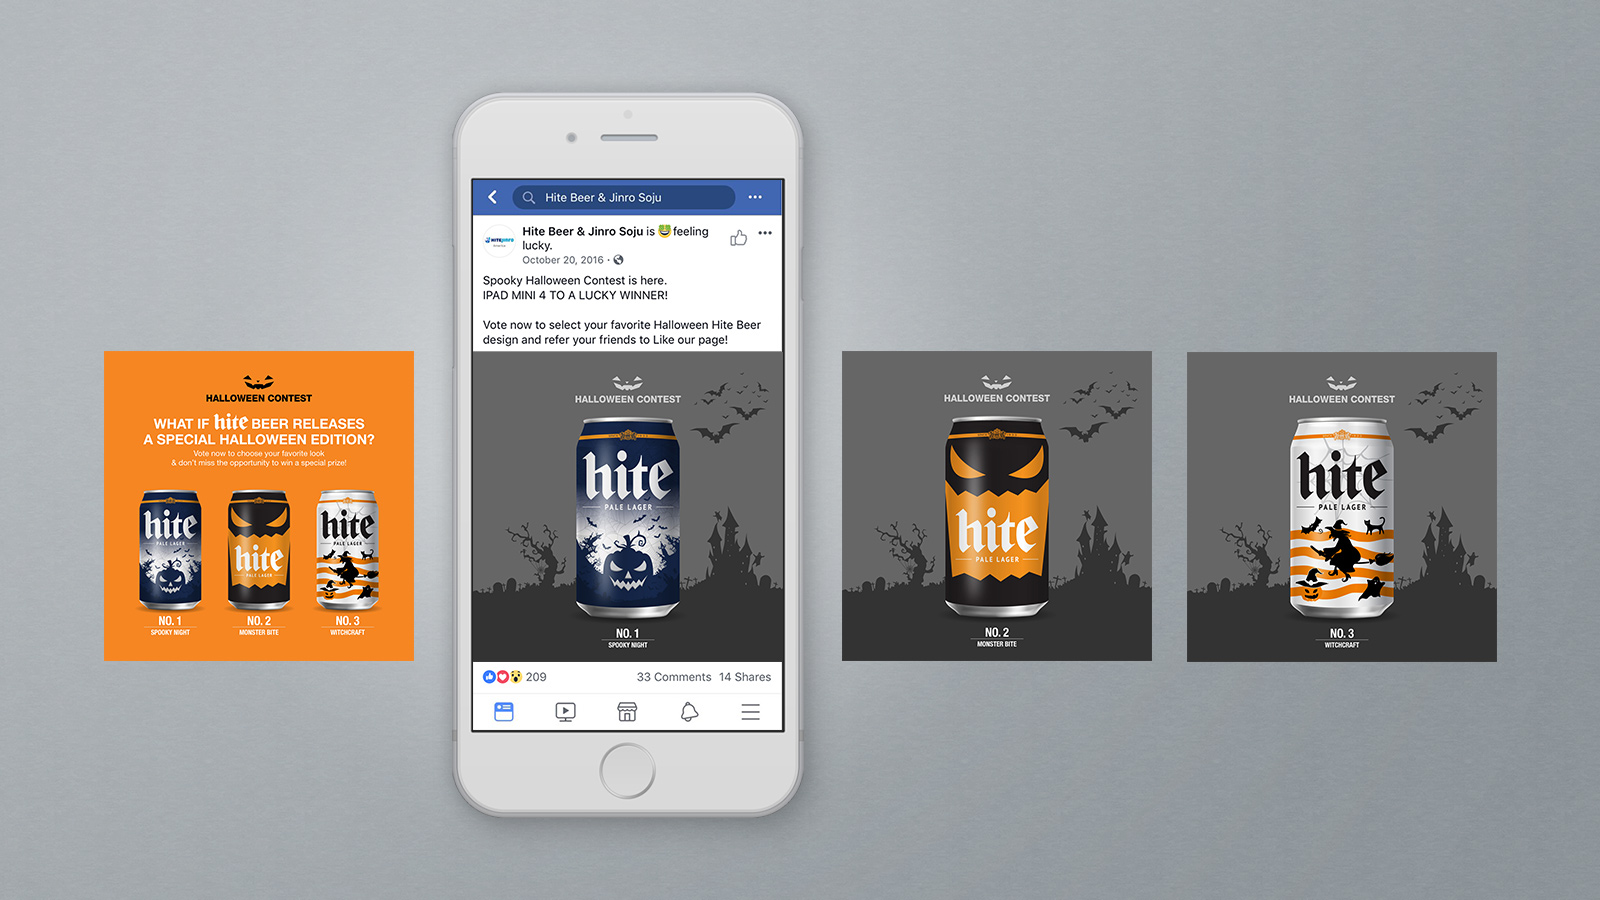 HALLOWEEN CONTEST
WHAT IF hite BEER RELEASES
A SPECIAL HALLOWEEN EDITION?
Vote now to choose your favorite look
& don't miss the opportunity to win a special prize!
hite
PALE LAGER
NO. 1
SPOOKY NIGHT
hite
PALE LAGER
NO. 2
MONSTER BITE
hite
PALE LAGER
NO. 3
WITCHCRAFT
Hite Beer & Jinro Soju
HITEJINRO
Hite Beer & Jinro Soju is feeling
lucky.
October 20, 2016
Spooky Halloween Contest is here.
IPAD MINI 4 TO A LUCKY WINNER!
Vote now to select your favorite Halloween Hite Beer
design and refer your friends to Like our page!
HALLOWEEN CONTEST
hite
PALE LAGER
NO. 1
SPOOKY NIGHT
209
33 Comments 14 Shares
HALLOWEEN CONTEST
hite
PALE LAGER
NO. 2
MONSTER BITE
HALLOWEEN CONTEST
hite
PALE LAGER
NO. 3
WITCHCRAFT